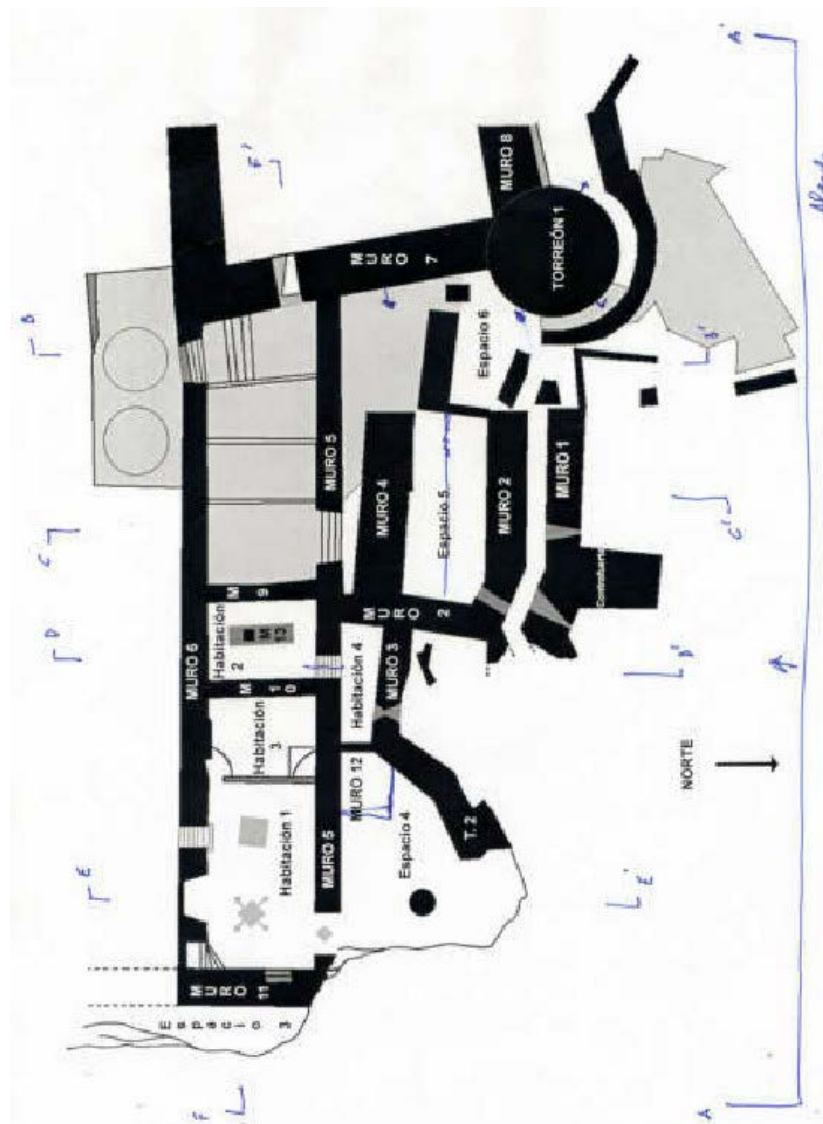 MURO 8
TORREÓN 1
MURO
7
Espacio 6
MURO 5
MURO 4
Espacio 5
MURO 2
MURO 1
Contrafuerte
M
9
MURO
2
Habitación
2
M
13
MURO 6
Habitación 4
MURO 3
M
10
Habitación
3
MURO 12
T. 2
NORTE
Habitación 1
MURO 5
Espacio 4
MURO
11
Espacio 3
A'
F'
B
B'
C
C'
D
E
E'
F
A